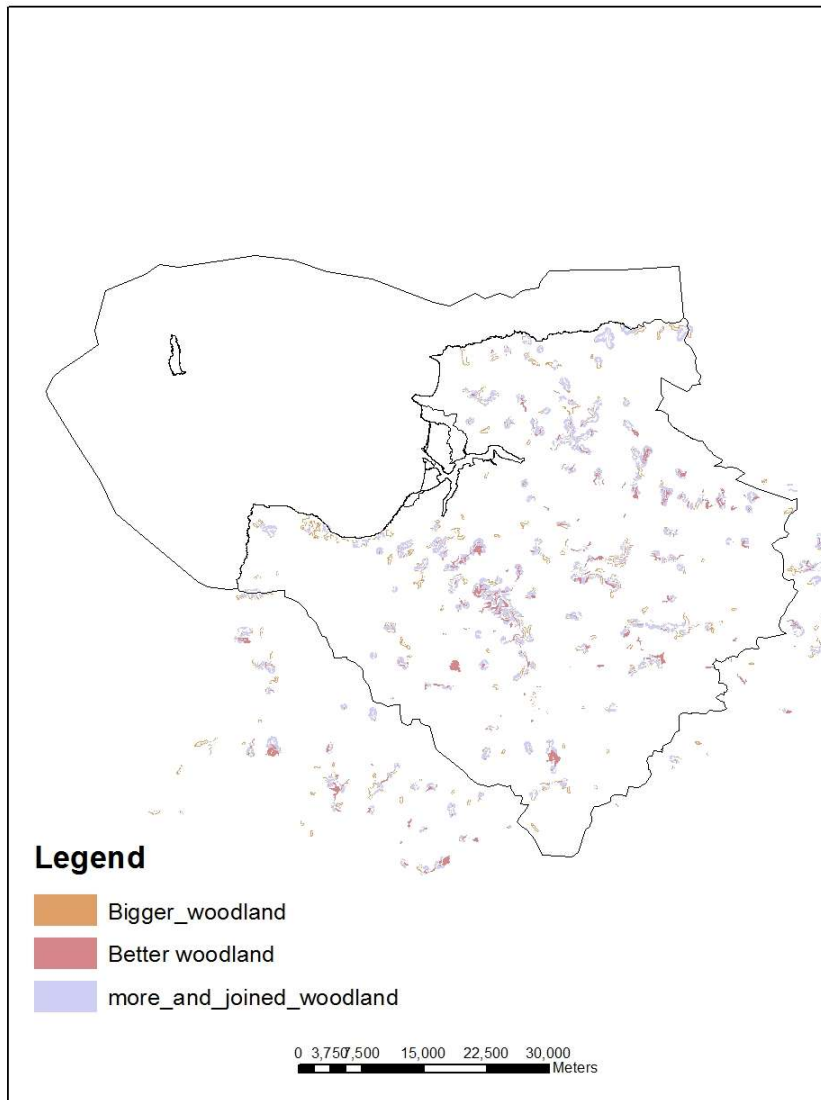 Legend
Bigger_woodland
Better woodland
more_and_joined_woodland
0 3,750 7,500 15,000 22,500 30,000
Meters